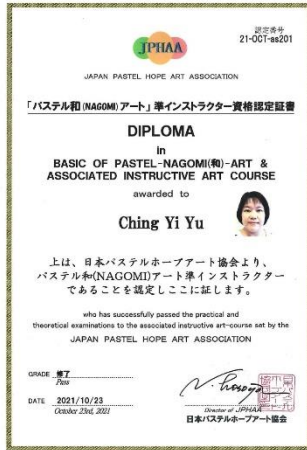 認定番号
21-OCT-as201
JPHAA
JAPAN PASTEL HOPE ART ASSOCIATION
「パステル和(NAGOMI)アート」準インストラクター資格認定証書
DIPLOMA
in
BASIC OF PASTEL-NAGOMI(和)-ART &
ASSOCIATED INSTRUCTIVE ART COURSE
awarded to
Ching Yi Yu
上は、日本パステルホープアート協会より、
パステル和(NAGOMI)アート準インストラクター
であることを認定しここに証します。
who has successfully passed the practical and
theoretical examinations to the associated instructive art-course set by the
JAPAN PASTEL HOPE ART ASSOCIATION
GRADE 修了
Pass
DATE 2021/10/23
October 23rd, 2021
Director of JPHAA
日本パステルホープアート協会